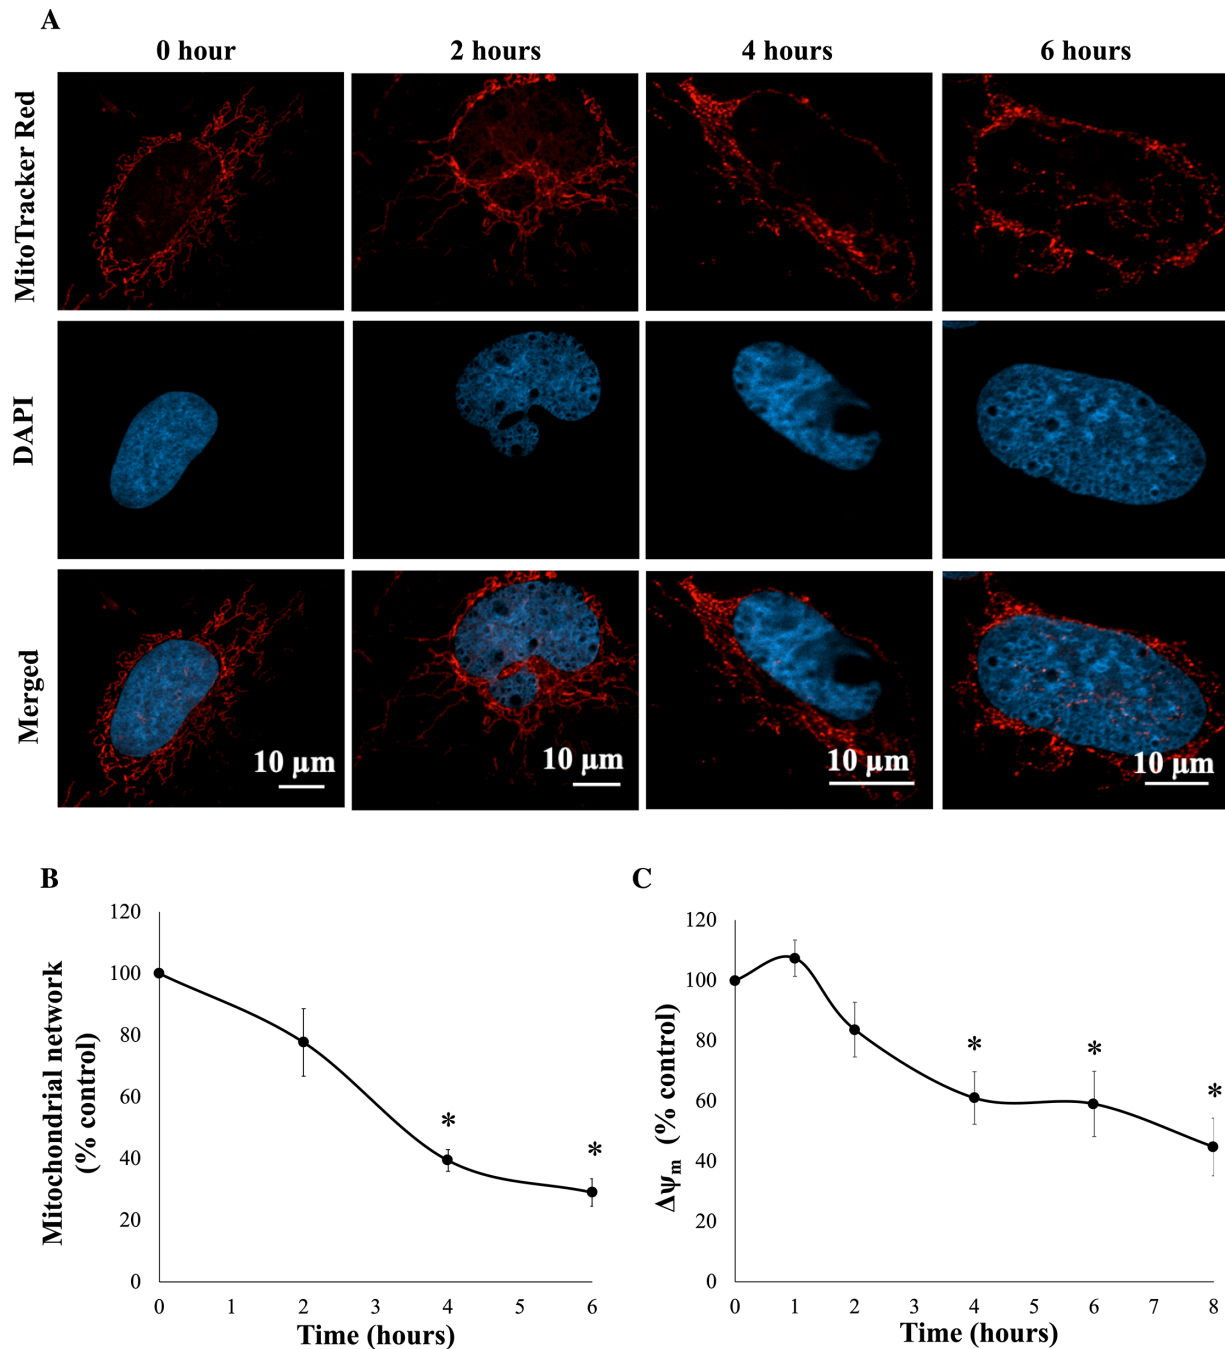 A
0 hour 2 hours 4 hours 6 hours
MitoTracker Red
DAPI
Merged
10 µm 10 µm 10 µm 10 µm
B
Mitochondrial network
(% control)
120
100
80
60
40
20
0
* *
0 1 2 3 4 5 6
Time (hours)
C
Δψm (% control)
120
100
80
60
40
20
0
* * *
0 1 2 3 4 5 6 7 8
Time (hours)